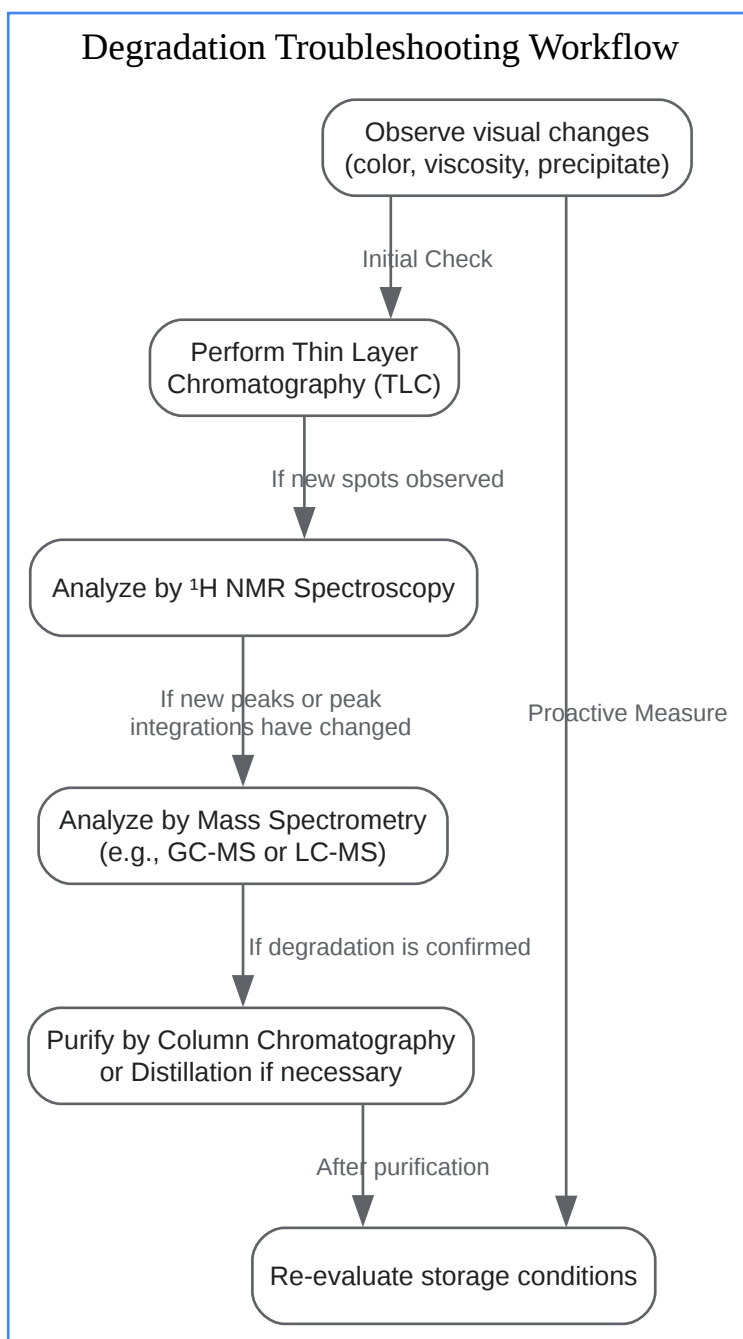 Degradation Troubleshooting Workflow
Observe visual changes
(color, viscosity, precipitate)
Initial Check
Perform Thin Layer
Chromatography (TLC)
If new spots observed
Analyze by ¹H NMR Spectroscopy
If new peaks or peak
integrations have changed
Proactive Measure
Analyze by Mass Spectrometry
(e.g., GC-MS or LC-MS)
If degradation is confirmed
Purify by Column Chromatography
or Distillation if necessary
After purification
Re-evaluate storage conditions